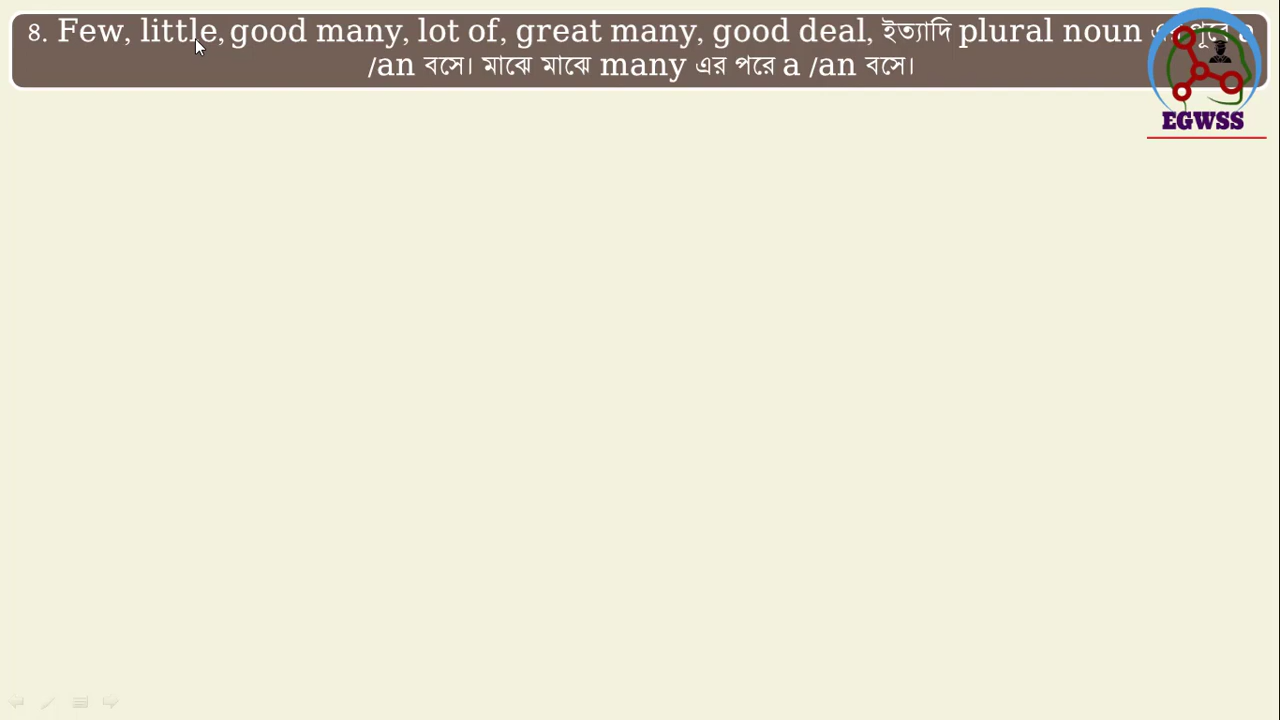 8. Few, little, good many, lot of, great many, good deal, ইত্যাদি plural noun এর পূর্বে a
/an বসে। মাঝে মাঝে many এর পরে a /an বসে।
EGWSS